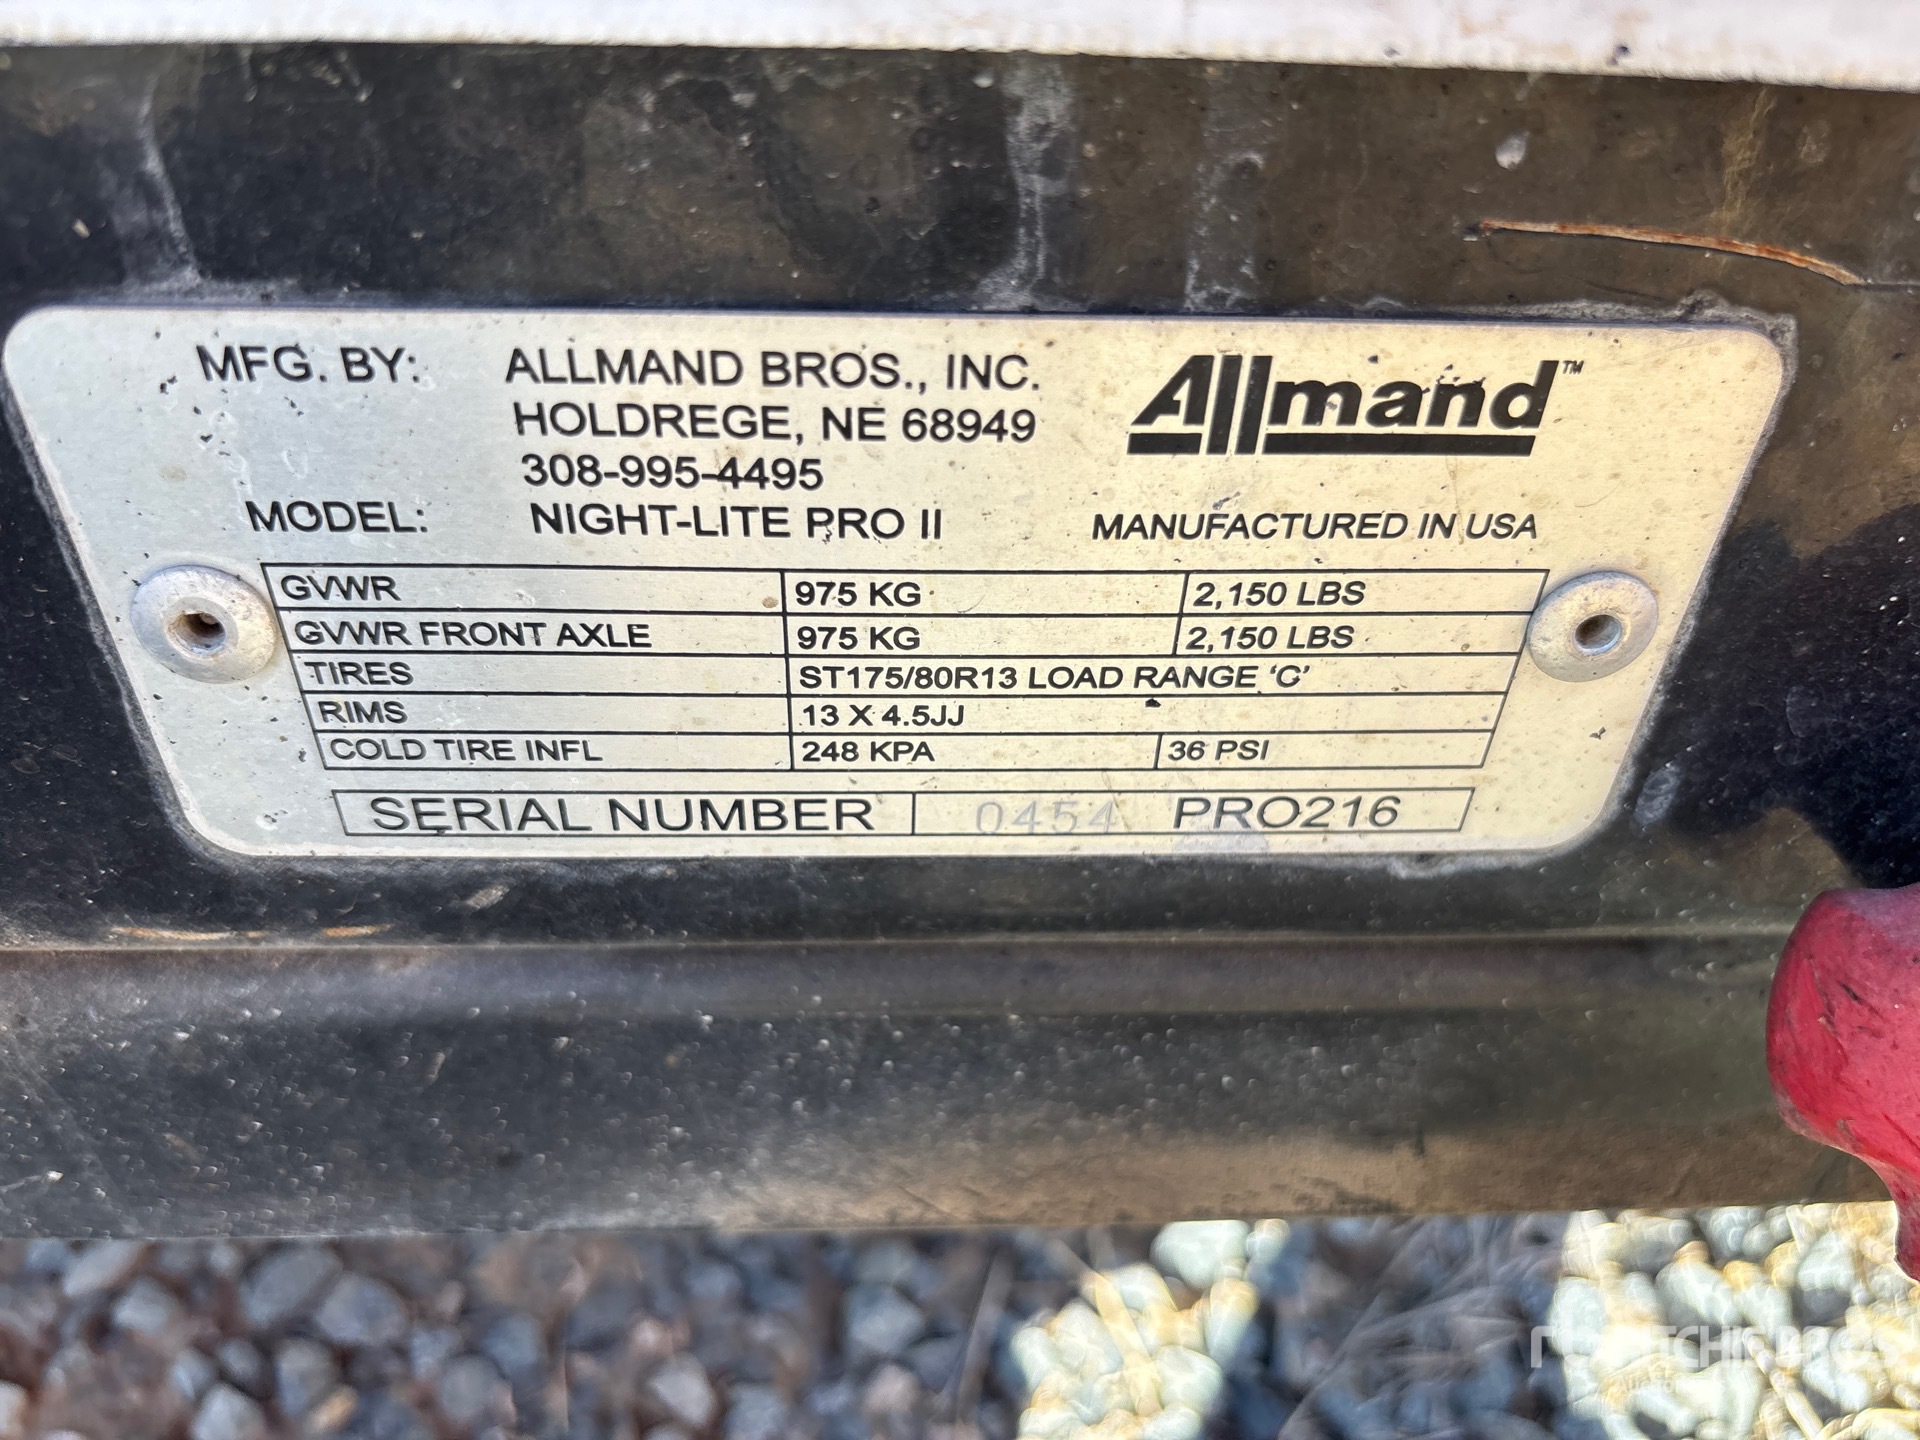 MFG. BY: ALLMAND BROS., INC.
HOLDREGE, NE 68949
308-995-4495
Allmand™
MODEL: NIGHT-LITE PRO II
MANUFACTURED IN USA
GVWR 975 KG 2,150 LBS
GVWR FRONT AXLE 975 KG 2,150 LBS
TIRES ST175/80R13 LOAD RANGE 'C'
RIMS 13 X 4.5JJ
COLD TIRE INFL 248 KPA 36 PSI
SERIAL NUMBER 0454 PRO216